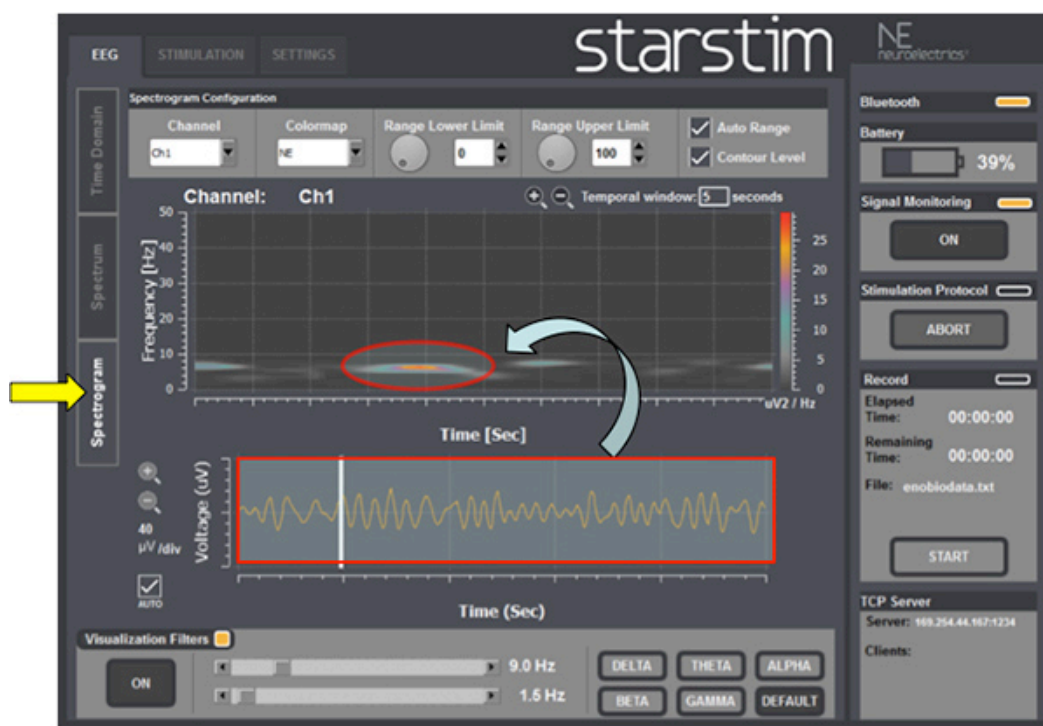 starstim
NE
neuroelectrics®
EEG
STIMULATION
SETTINGS
Time Domain
Spectrum
Spectrogram
Spectrogram Configuration
Channel
Colormap
Range Lower Limit
Range Upper Limit
Ch1
NE
0
100
Auto Range
Contour Level
Channel: Ch1
Temporal window: 5 seconds
Frequency [Hz]
50
40
30
20
10
0
25
20
15
10
5
0
uV2 / Hz
Time [Sec]
Voltage (uV)
40
µV /div
AUTO
Time (Sec)
Visualization Filters
ON
9.0 Hz
1.5 Hz
DELTA
THETA
ALPHA
BETA
GAMMA
DEFAULT
Bluetooth
Battery
39%
Signal Monitoring
ON
Stimulation Protocol
ABORT
Record
Elapsed
Time: 00:00:00
Remaining
Time: 00:00:00
File: enobiodata.txt
START
TCP Server
Server: 169.254.44.167:1234
Clients: